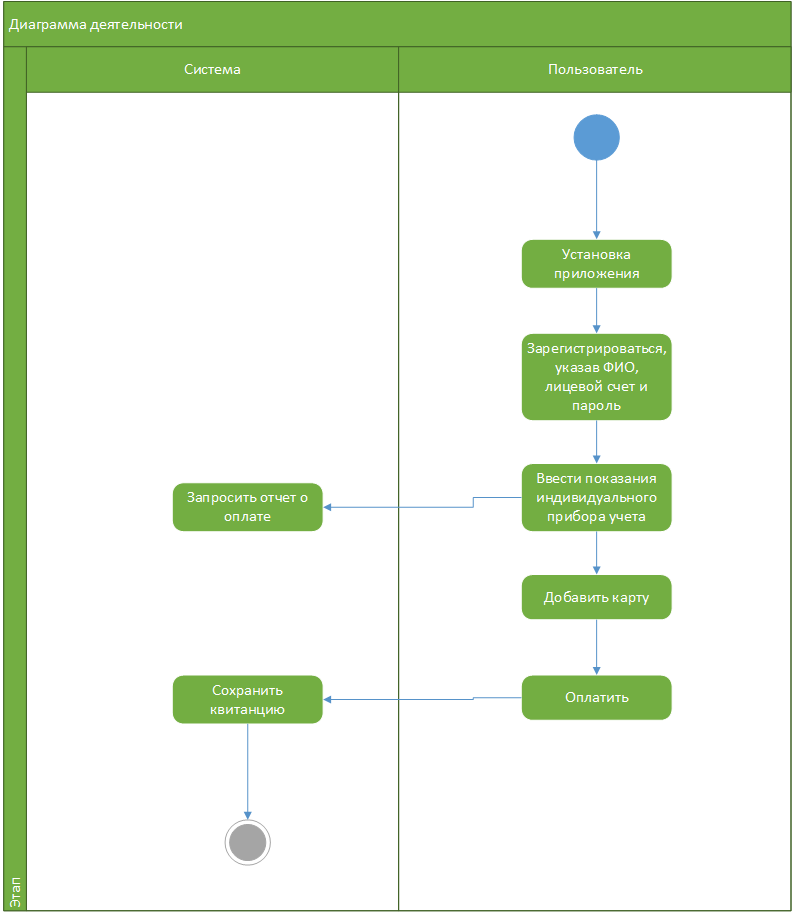 Диаграмма деятельности
Система
Пользователь
Установка
приложения
Зарегистрироваться,
указав ФИО,
лицевой счет и
пароль
Ввести показания
индивидуального
прибора учета
Запросить отчет о
оплате
Добавить карту
Оплатить
Сохранить
квитанцию
Этап